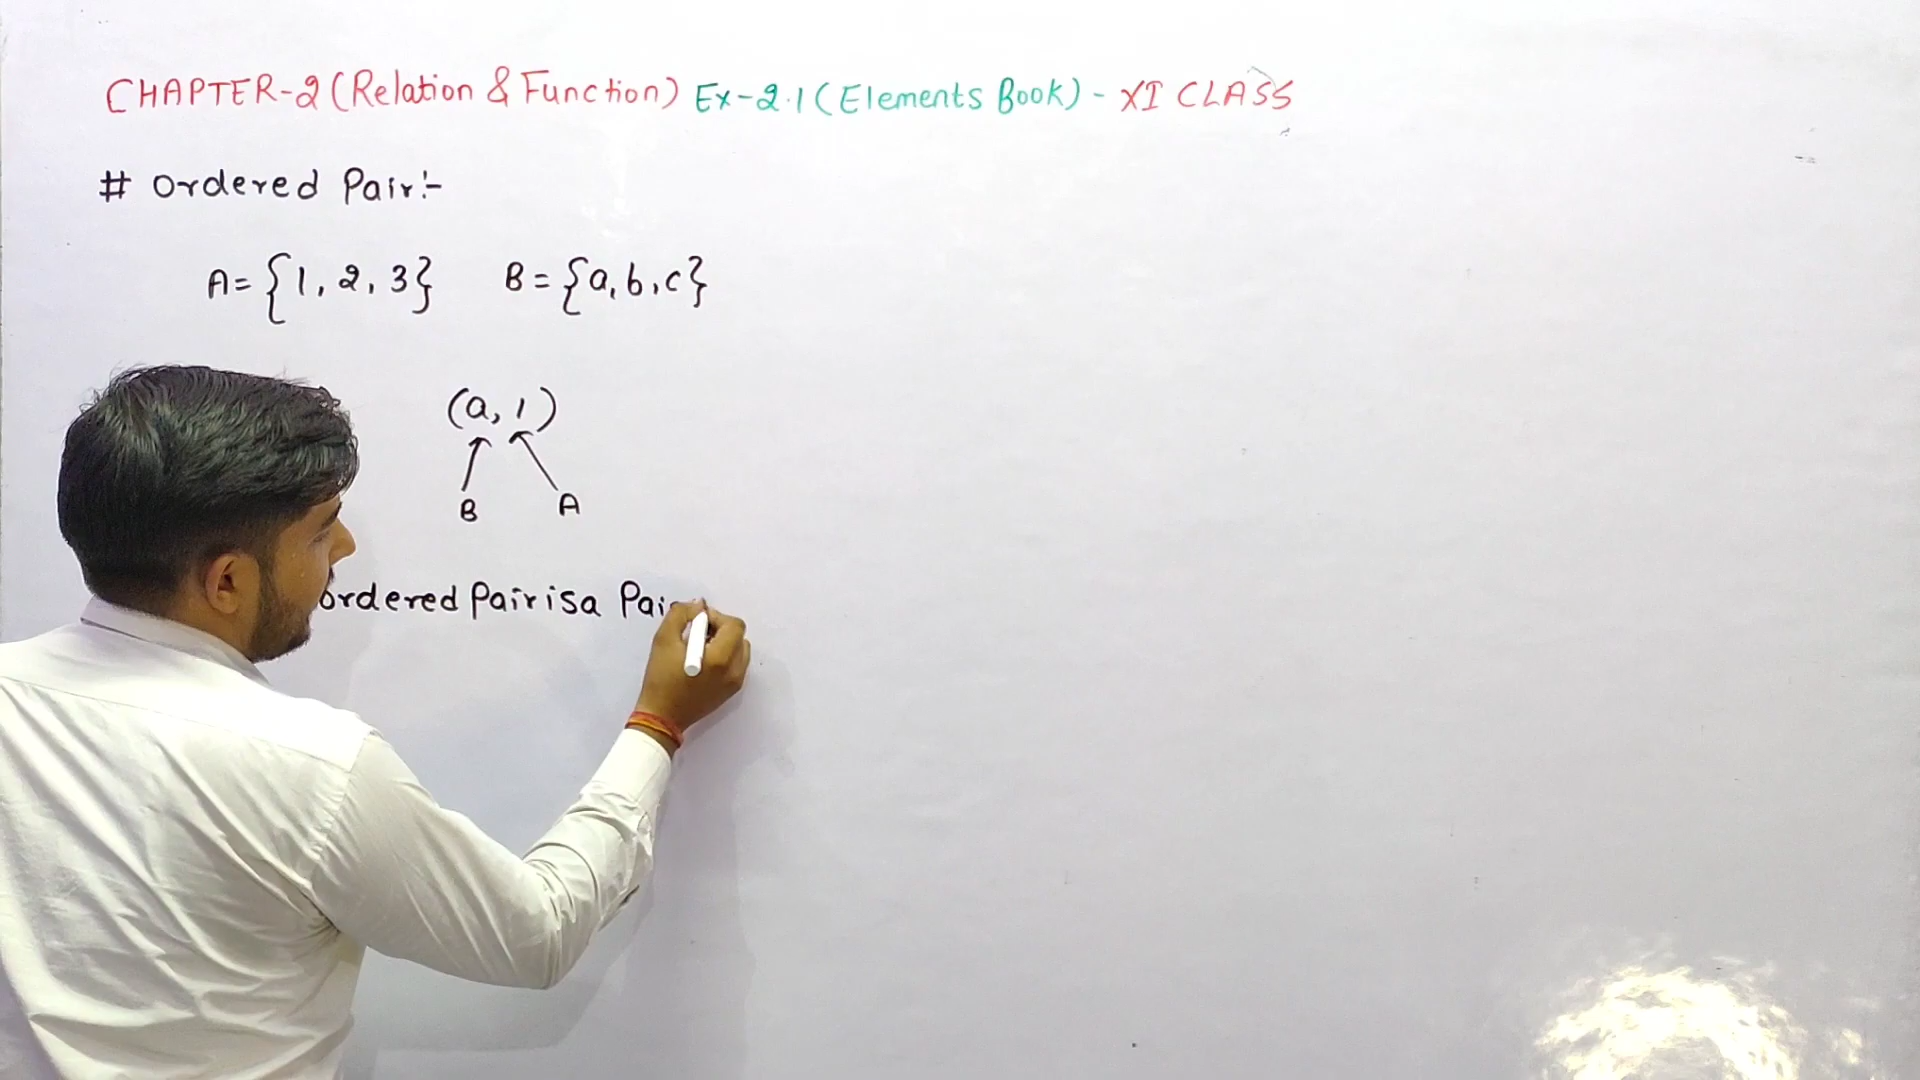 CHAPTER-2 (Relation & Function) Ex-2.1 (Elements Book) - XI CLASS
# Ordered Pair:-
A = {1, 2, 3} B = {a, b, c}
(a, 1)
B A
ordered Pair is a